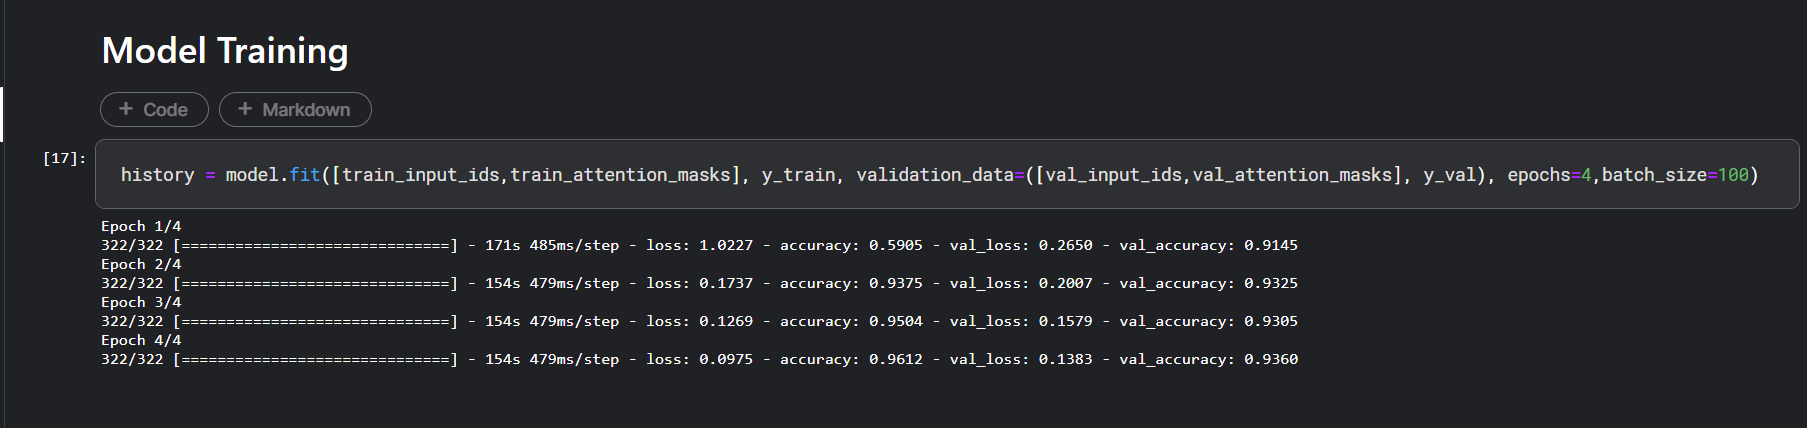 Model Training
+ Code + Markdown
[17]:
history = model.fit([train_input_ids,train_attention_masks], y_train, validation_data=([val_input_ids,val_attention_masks], y_val), epochs=4,batch_size=100)
Epoch 1/4
322/322 [==============================] - 171s 485ms/step - loss: 1.0227 - accuracy: 0.5905 - val_loss: 0.2650 - val_accuracy: 0.9145
Epoch 2/4
322/322 [==============================] - 154s 479ms/step - loss: 0.1737 - accuracy: 0.9375 - val_loss: 0.2007 - val_accuracy: 0.9325
Epoch 3/4
322/322 [==============================] - 154s 479ms/step - loss: 0.1269 - accuracy: 0.9504 - val_loss: 0.1579 - val_accuracy: 0.9305
Epoch 4/4
322/322 [==============================] - 154s 479ms/step - loss: 0.0975 - accuracy: 0.9612 - val_loss: 0.1383 - val_accuracy: 0.9360